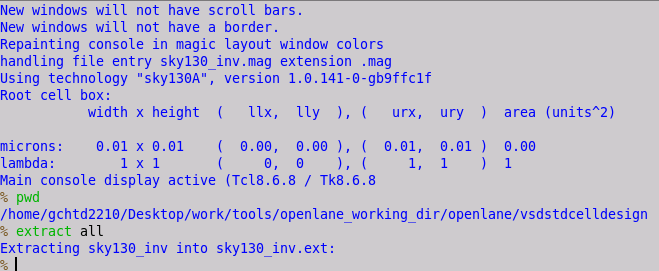 New windows will not have scroll bars.
New windows will not have a border.
Repainting console in magic layout window colors
handling file entry sky130_inv.mag extension .mag
Using technology "sky130A", version 1.0.141-0-gb9ffc1f
Root cell box:
width x height ( llx, lly ), ( urx, ury ) area (units^2)
microns: 0.01 x 0.01 ( 0.00, 0.00 ), ( 0.01, 0.01 ) 0.00
lambda: 1 x 1 ( 0, 0 ), ( 1, 1 ) 1
Main console display active (Tcl8.6.8 / Tk8.6.8
% pwd
/home/gchtd2210/Desktop/work/tools/openlane_working_dir/openlane/vsdstdcelldesign
% extract all
Extracting sky130_inv into sky130_inv.ext:
%